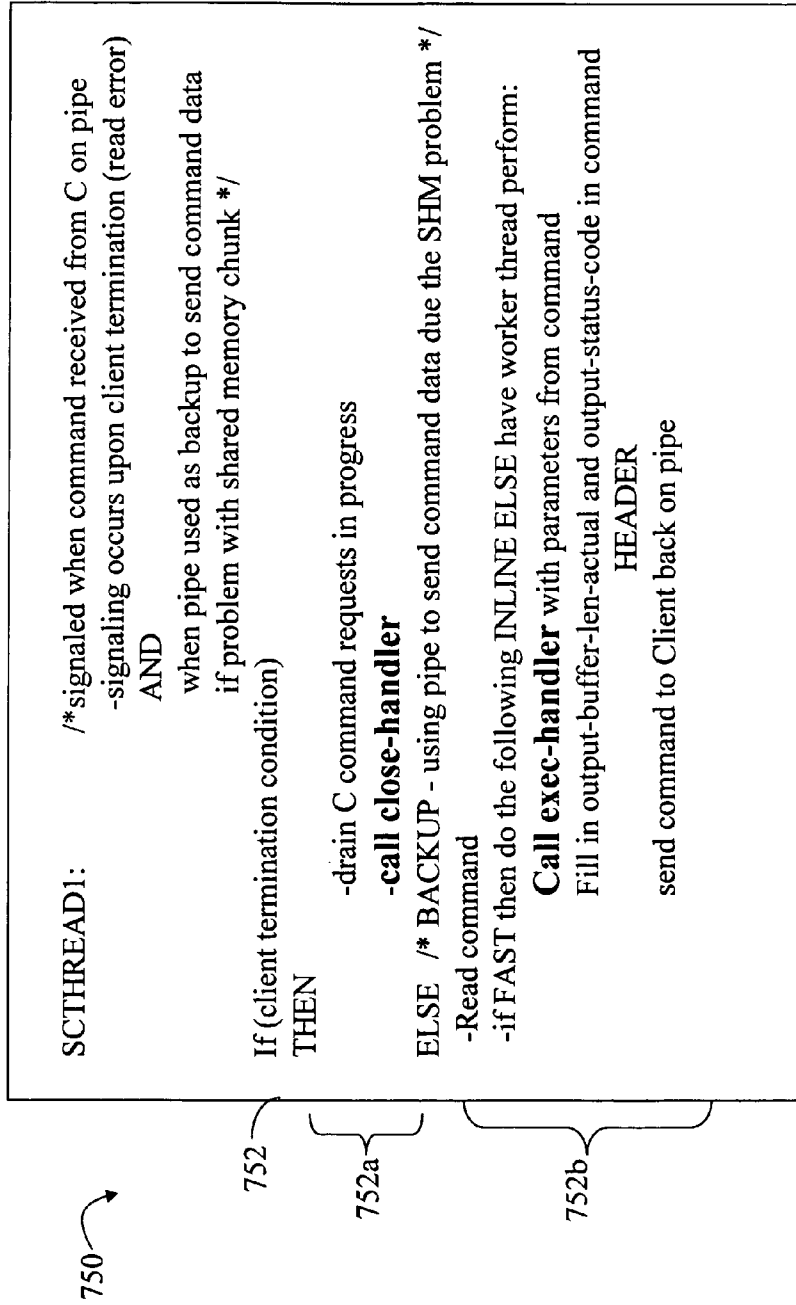 750
SCTHREAD1: /*signaled when command received from C on pipe
-signaling occurs upon client termination (read error)
AND
when pipe used as backup to send command data
if problem with shared memory chunk */
752
If (client termination condition)
THEN
752a
-drain C command requests in progress
-call close-handler
ELSE /* BACKUP - using pipe to send command data due the SHM problem */
752b
-Read command
-if FAST then do the following INLINE ELSE have worker thread perform:
Call exec-handler with parameters from command
Fill in output-buffer-len-actual and output-status-code in command
HEADER
send command to Client back on pipe